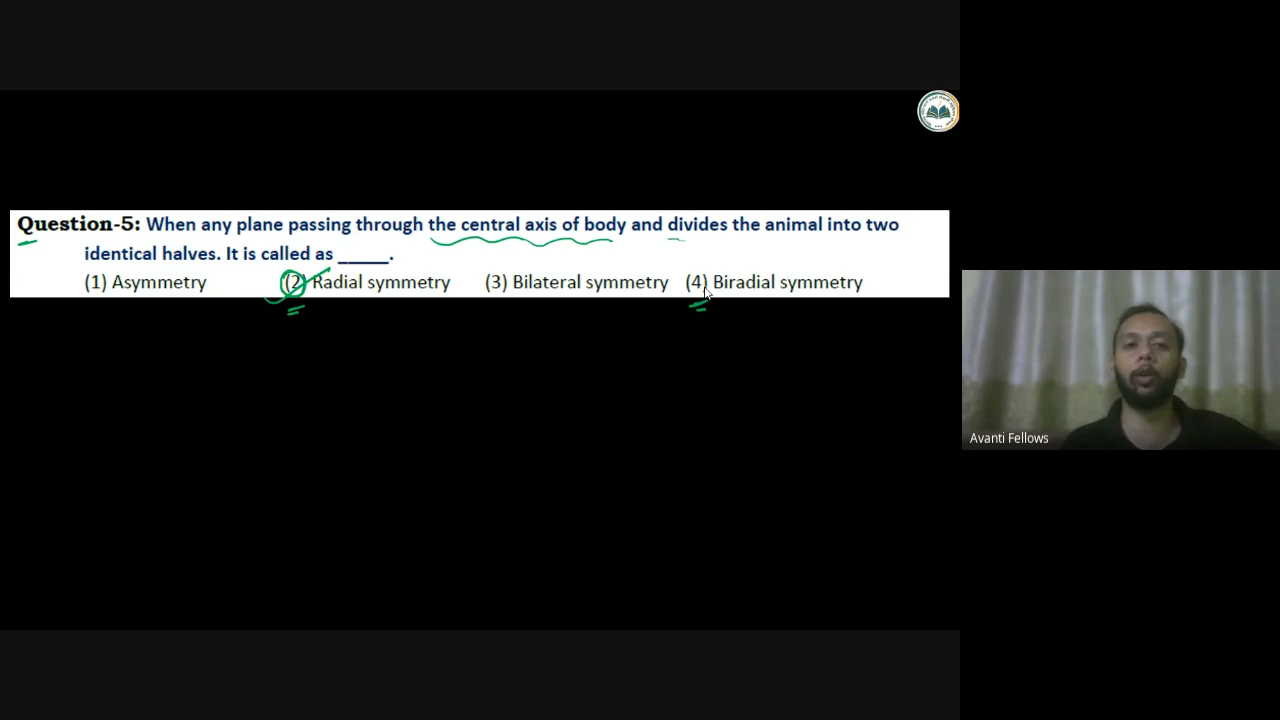 Question-5: When any plane passing through the central axis of body and divides the animal into two
identical halves. It is called as _____.
(1) Asymmetry (2) Radial symmetry (3) Bilateral symmetry (4) Biradial symmetry
Avanti Fellows